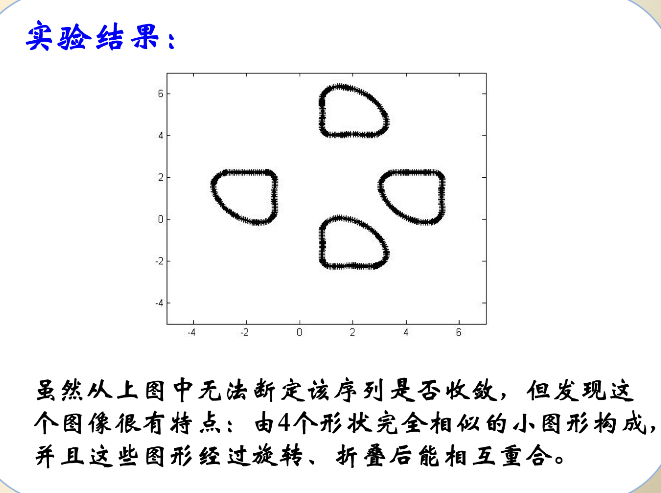 实验结果：
6
4
2
0
-2
-4
-4 -2 0 2 4 6
虽然从上图中无法断定该序列是否收敛，但发现这
个图像很有特点：由4个形状完全相似的小图形构成，
并且这些图形经过旋转、折叠后能相互重合。